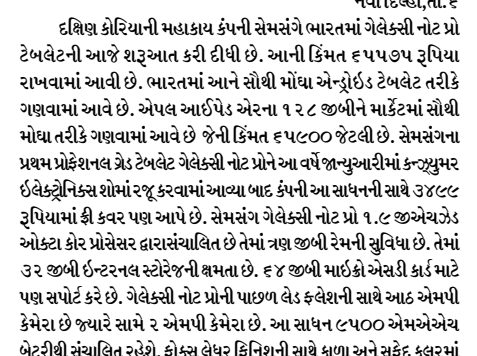 નવી દિલ્હી,તા.૬
દક્ષિણ કોરિયાની મહાકાય કંપની સેમસંગે ભારતમાં ગેલેક્સી નોટ પ્રો
ટેબલેટની આજે શરૂઆત કરી દીધી છે. આની કિંમત ૬૫૫૭૫ રૂપિયા
રાખવામાં આવી છે. ભારતમાં આને સૌથી મોંઘા એન્ડ્રોઇડ ટેબલેટ તરીકે
ગણવામાં આવે છે. એપલ આઈપેડ એરના ૧૨૮ જીબીને માર્કેટમાં સૌથી
મોઘા તરીકે ગણવામાં આવે છે જેની કિંમત ૬૫૯૦૦ જેટલી છે. સેમસંગના
પ્રથમ પ્રોફેશનલ ગ્રેડ ટેબલેટ ગેલેક્સી નોટ પ્રોને આ વર્ષે જાન્યુઆરીમાં કન્ઝ્યુમર
ઇલેક્ટ્રોનિક્સ શોમાં રજૂ કરવામાં આવ્યા બાદ કંપની આ સાધનની સાથે ૩૪૯૯
રૂપિયામાં ફ્રી કવર પણ આપે છે. સેમસંગ ગેલેક્સી નોટ પ્રો ૧.૯ જીએચઝેડ
ઓક્ટા કોર પ્રોસેસર દ્વારાસંચાલિત છે તેમાં ત્રણ જીબી રેમની સુવિધા છે. તેમાં
૩૨ જીબી ઇન્ટરનલ સ્ટોરેજની ક્ષમતા છે. ૬૪ જીબી માઇક્રો એસડી કાર્ડ માટે
પણ સપોર્ટ કરે છે. ગેલેક્સી નોટ પ્રોની પાછળ લેડ ફ્લેશની સાથે આઠ એમપી
કેમેરા છે જ્યારે સામે ૨ એમપી કેમેરા છે. આ સાધન ૯૫૦૦ એમએએચ
બેટરીથી સંચાલિત રહેશે. ફોક્સ લેધર ફિનિશની સાથે કાળા અને સફેદ કલરમાં